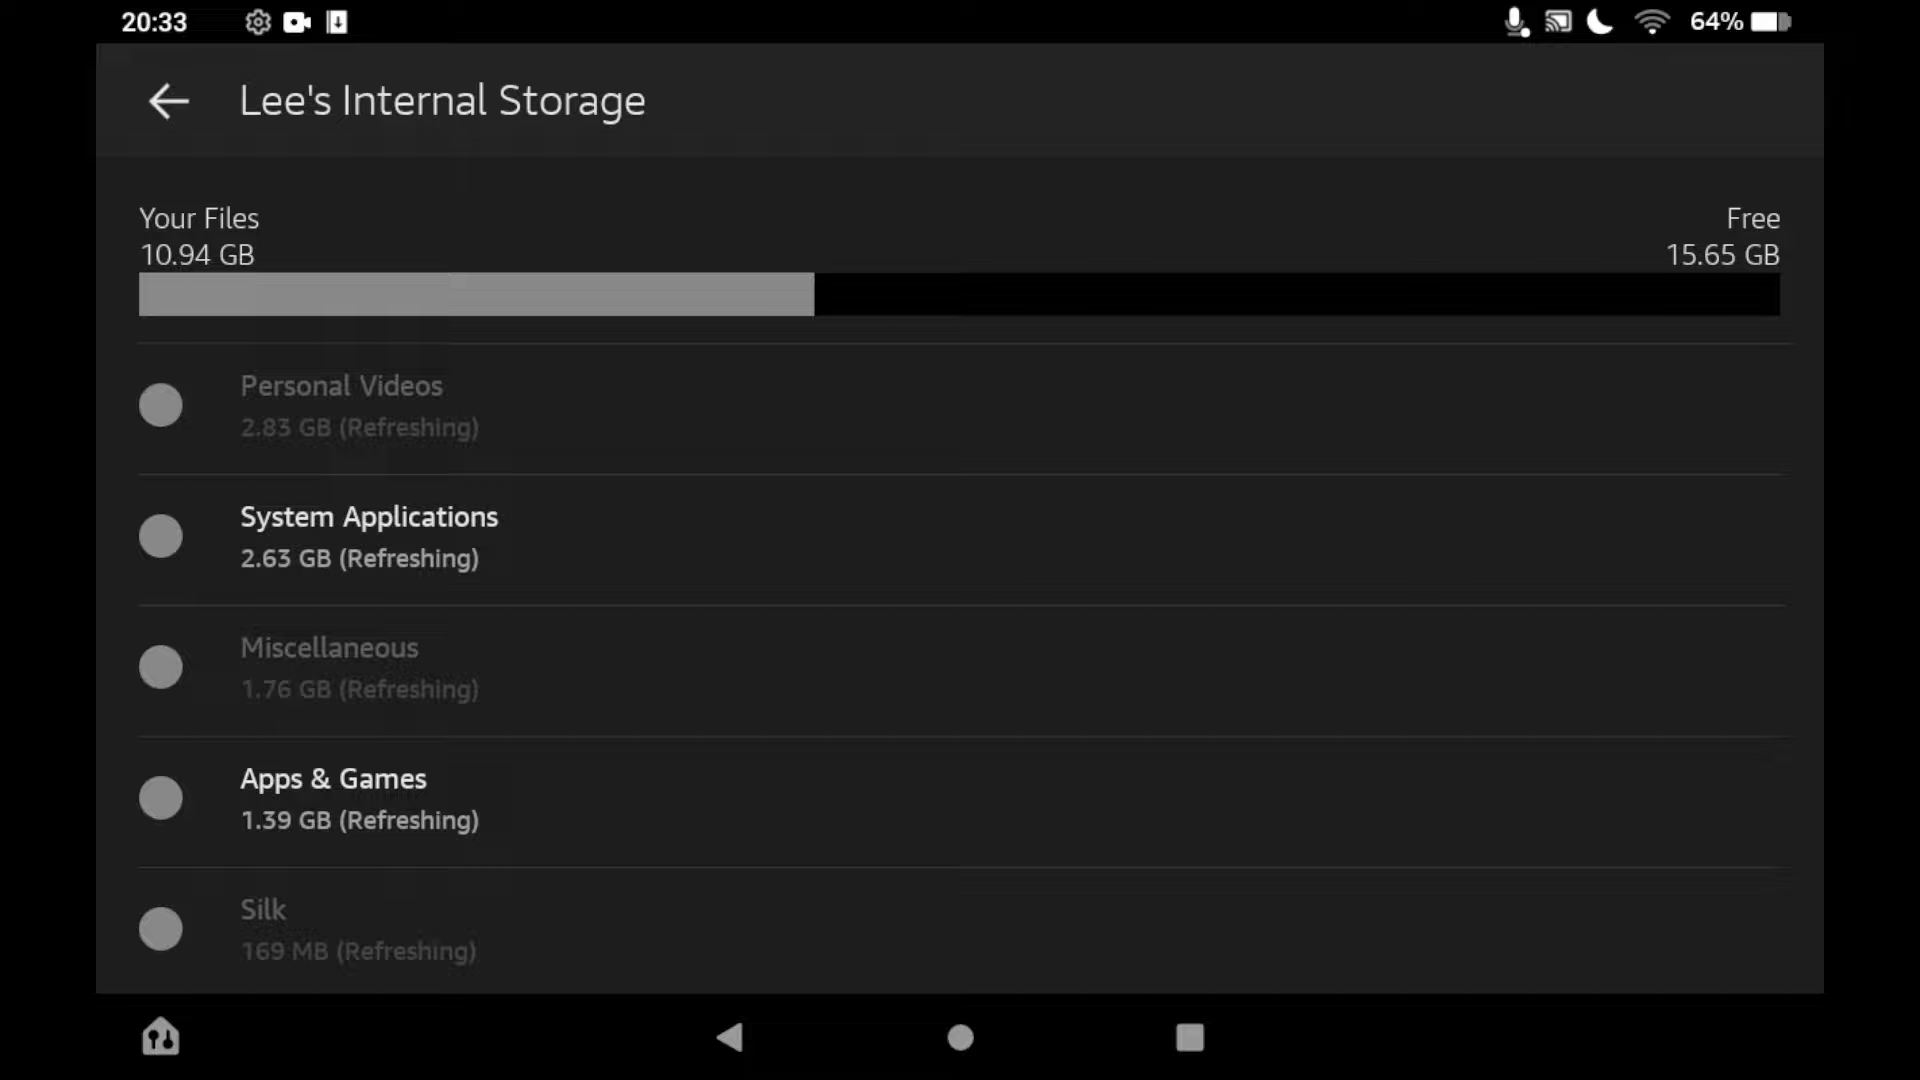 20:33
64%
Lee's Internal Storage
Your Files
Free
10.94 GB
15.65 GB
Personal Videos
2.83 GB (Refreshing)
System Applications
2.63 GB (Refreshing)
Miscellaneous
1.76 GB (Refreshing)
Apps & Games
1.39 GB (Refreshing)
Silk
169 MB (Refreshing)